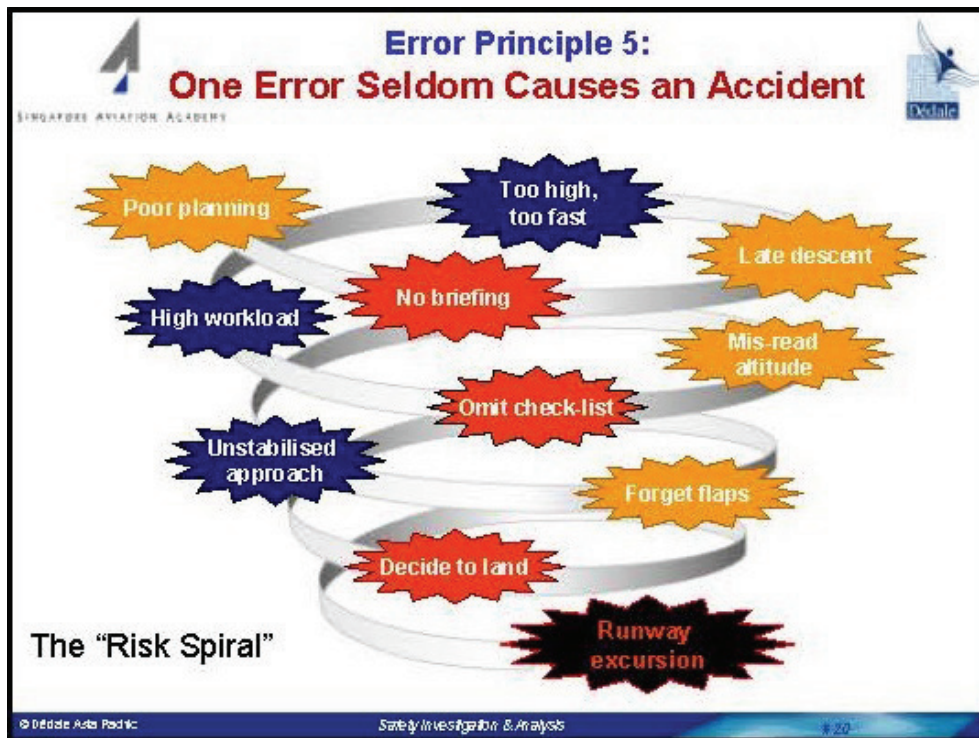 Error Principle 5:
One Error Seldom Causes an Accident
SINGAPORE AVIATION ACADEMY
Dédale
Poor planning
Too high,
too fast
Late descent
No briefing
High workload
Mis-read
altitude
Omit check-list
Unstabilised
approach
Forget flaps
Decide to land
Runway
excursion
The "Risk Spiral"
© Dédale Asia Pacific
Safety Investigation & Analysis
# 20